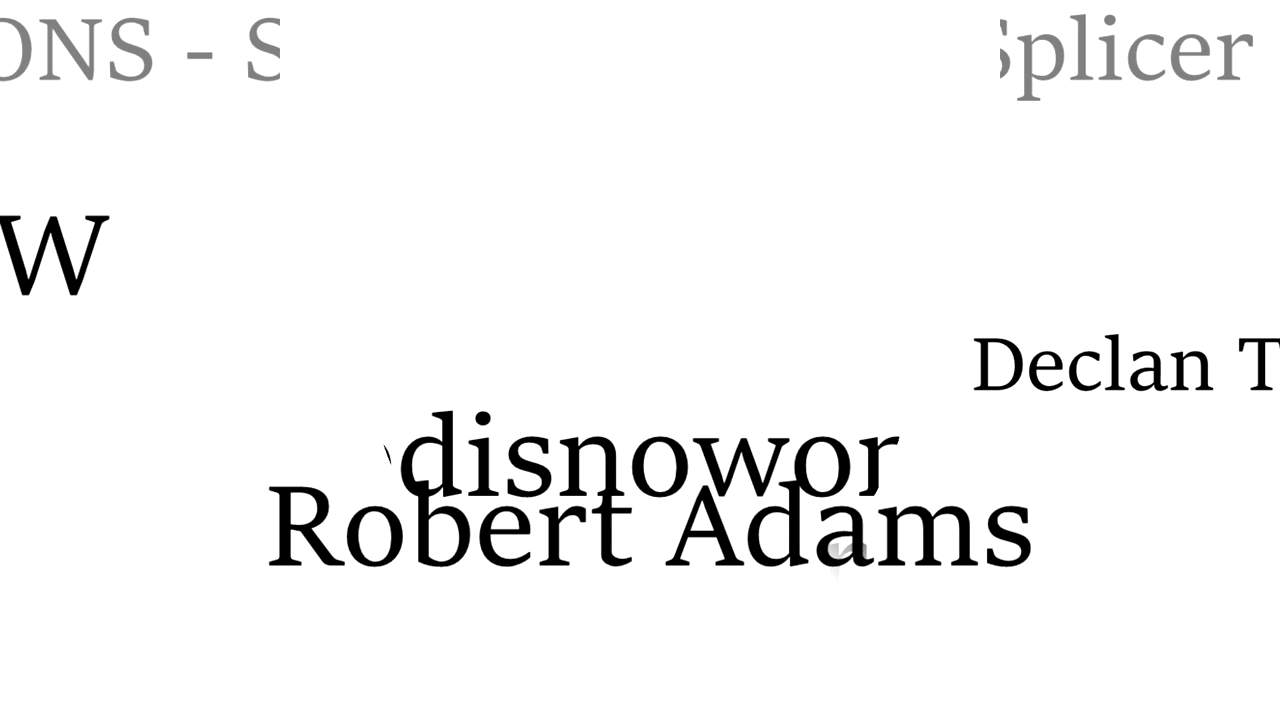 ONS - S
Splicer
W
Declan T
disnowor
Robert Adams